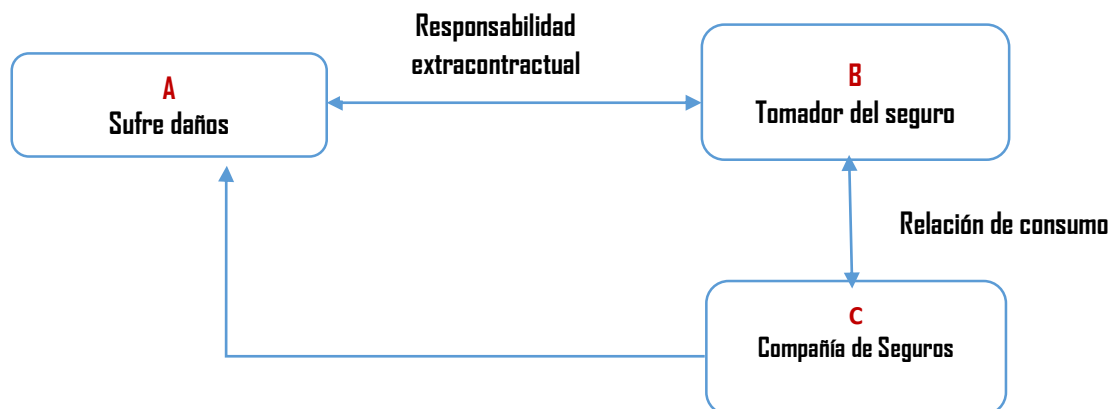 Responsabilidad
extracontractual
A
Sufre daños
B
Tomador del seguro
Relación de consumo
C
Compañía de Seguros